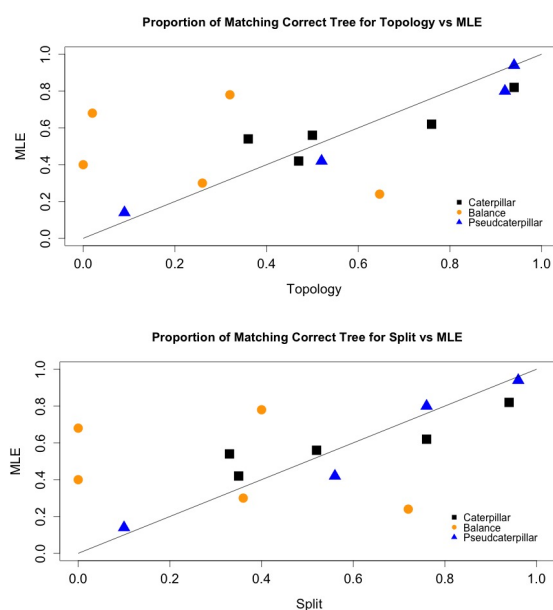 Proportion of Matching Correct Tree for Topology vs MLE
1.0
0.8
0.6
0.4
0.2
0.0
MLE
Caterpillar
Balance
Pseudcaterpillar
0.0 0.2 0.4 0.6 0.8 1.0
Topology
Proportion of Matching Correct Tree for Split vs MLE
1.0
0.8
0.6
0.4
0.2
0.0
MLE
Caterpillar
Balance
Pseudcaterpillar
0.0 0.2 0.4 0.6 0.8 1.0
Split